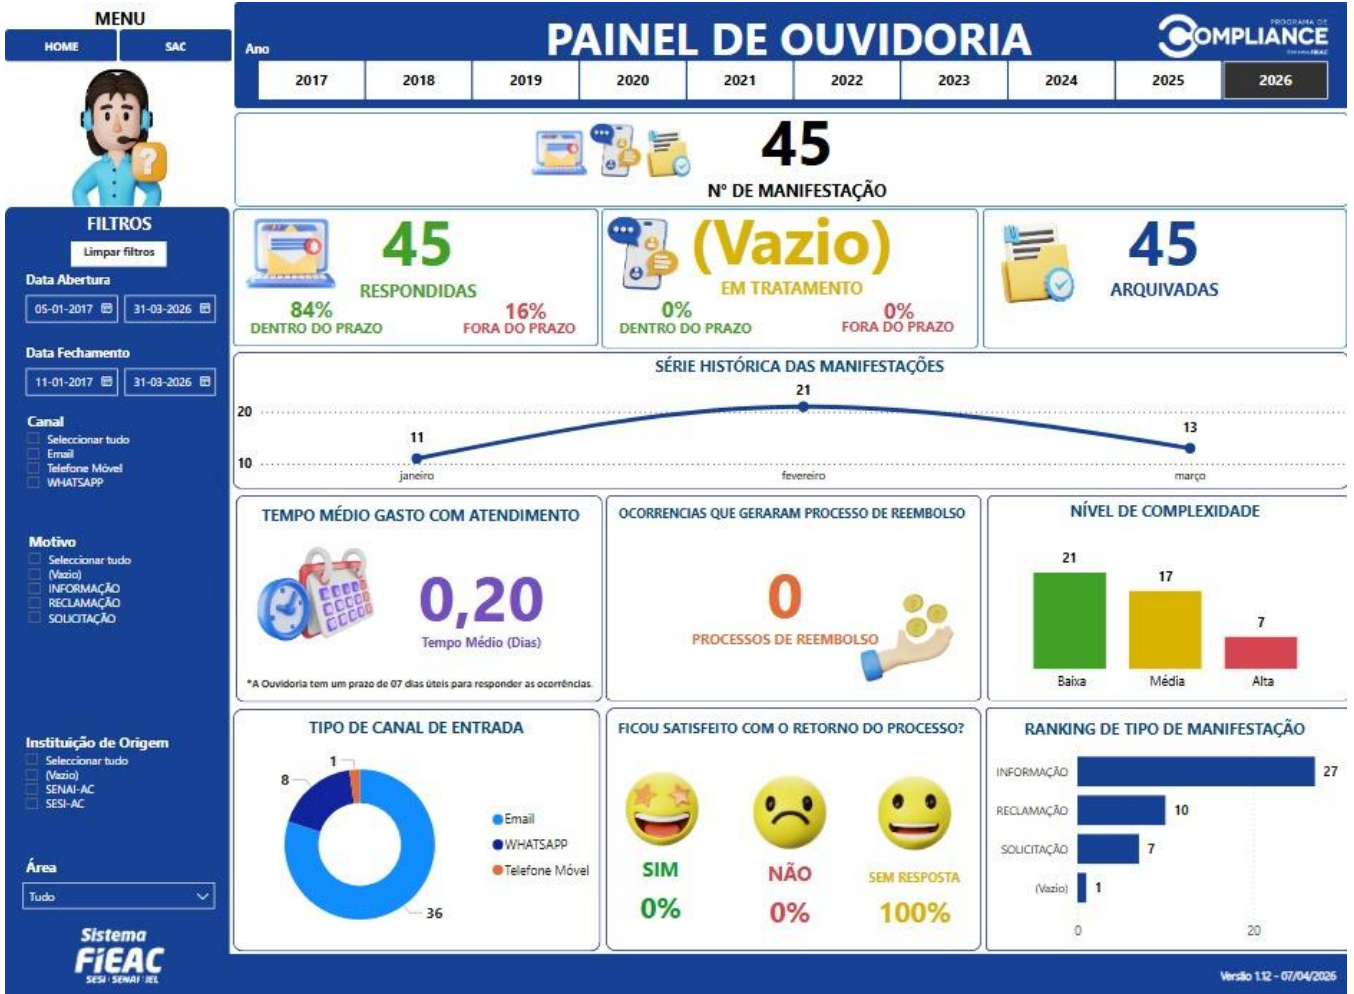 MENU
HOME
SAC
PAINEL DE OUVIDORIA
PROGRAMA DE
COMPLIANCE
Ano
2017
2018
2019
2020
2021
2022
2023
2024
2025
2026
45
Nº DE MANIFESTAÇÃO
FILTROS
Limpar filtros
Data Abertura
05-01-2017
31-03-2026
Data Fechamento
11-01-2017
31-03-2026
Canal
Seleccionar tudo
Email
Telefone Móvel
WHATSAPP
Motivo
Seleccionar tudo
(Vazio)
INFORMAÇÃO
RECLAMAÇÃO
SOLICITAÇÃO
Instituição de Origem
Seleccionar tudo
(Vazio)
SENAI-AC
SESI-AC
Área
Tudo
Sistema
FIEAC
SESI SENAI IEL
45
RESPONDIDAS
84%
DENTRO DO PRAZO
16%
FORA DO PRAZO
(Vazio)
EM TRATAMENTO
0%
DENTRO DO PRAZO
0%
FORA DO PRAZO
45
ARQUIVADAS
SÉRIE HISTÓRICA DAS MANIFESTAÇÕES
20
10
11
21
13
janeiro
fevereiro
março
TEMPO MÉDIO GASTO COM ATENDIMENTO
0,20
Tempo Médio (Dias)
*A Ouvidoria tem um prazo de 07 dias úteis para responder as ocorrências.
OCORRENCIAS QUE GERARAM PROCESSO DE REEMBOLSO
0
PROCESSOS DE REEMBOLSO
NÍVEL DE COMPLEXIDADE
21
17
7
Baixa
Média
Alta
TIPO DE CANAL DE ENTRADA
1
8
36
Email
WHATSAPP
Telefone Móvel
FICOU SATISFEITO COM O RETORNO DO PROCESSO?
SIM
0%
NÃO
0%
SEM RESPOSTA
100%
RANKING DE TIPO DE MANIFESTAÇÃO
INFORMAÇÃO
27
RECLAMAÇÃO
10
SOLICITAÇÃO
7
(Vazio)
1
0
20
Versão 1.12 - 07/04/2026